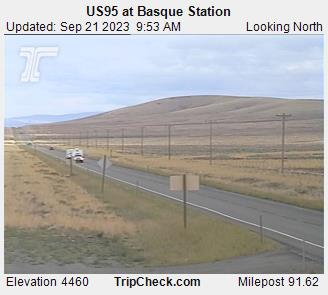 US95 at Basque Station
Updated: Sep 21 2023 9:53 AM Looking North
Elevation 4460 TripCheck.com Milepost 91.62